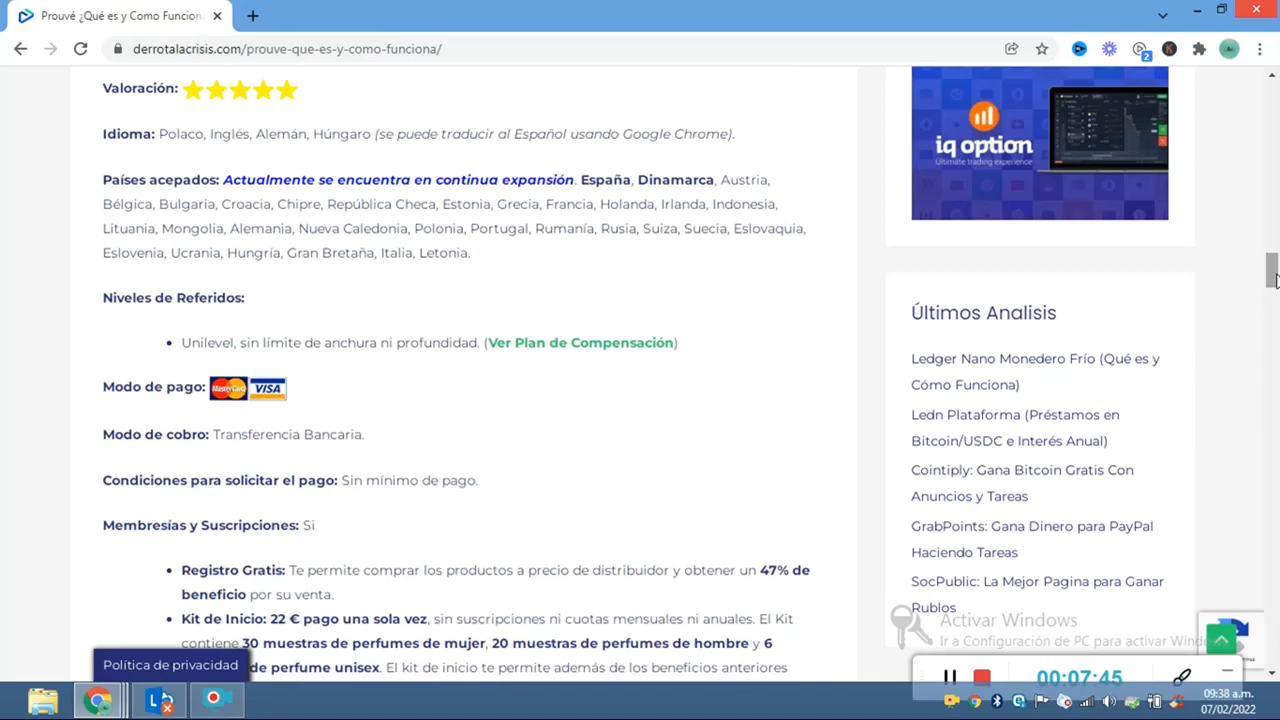 Prouvé ¿Qué es y Como Funcion
derrotalacrisis.com/prouve-que-es-y-como-funciona/
2
K
Valoración:
Idioma: Polaco, Inglés, Alemán, Húngaro (se puede traducir al Español usando Google Chrome).
Países acepados: Actualmente se encuentra en continua expansión. España, Dinamarca, Austria,
Bélgica, Bulgaria, Croacia, Chipre, República Checa, Estonia, Grecia, Francia, Holanda, Irlanda, Indonesia,
Lituania, Mongolia, Alemania, Nueva Caledonia, Polonia, Portugal, Rumanía, Rusia, Suiza, Suecia, Eslovaquia,
Eslovenia, Ucrania, Hungría, Gran Bretaña, Italia, Letonia.
Niveles de Referidos:
Unilevel, sin límite de anchura ni profundidad. (Ver Plan de Compensación)
Modo de pago: MasterCard VISA
Modo de cobro: Transferencia Bancaria.
Condiciones para solicitar el pago: Sin mínimo de pago.
Membresías y Suscripciones: Si
Registro Gratis: Te permite comprar los productos a precio de distribuidor y obtener un 47% de
beneficio por su venta.
Kit de Inicio: 22 € pago una sola vez, sin suscripciones ni cuotas mensuales ni anuales. El Kit
contiene 30 muestras de perfumes de mujer, 20 muestras de perfumes de hombre y 6
de perfume unisex. El kit de inicio te permite además de los beneficios anteriores
Política de privacidad
iq option
Ultimate trading experience
Últimos Analisis
Ledger Nano Monedero Frío (Qué es y
Cómo Funciona)
Ledn Plataforma (Préstamos en
Bitcoin/USDC e Interés Anual)
Cointiply: Gana Bitcoin Gratis Con
Anuncios y Tareas
GrabPoints: Gana Dinero para PayPal
Haciendo Tareas
SocPublic: La Mejor Pagina para Ganar
Rublos
Activar Windows
Ir a Configuración de PC para activar Windo
00:07:45
09:38 a.m.
07/02/2022